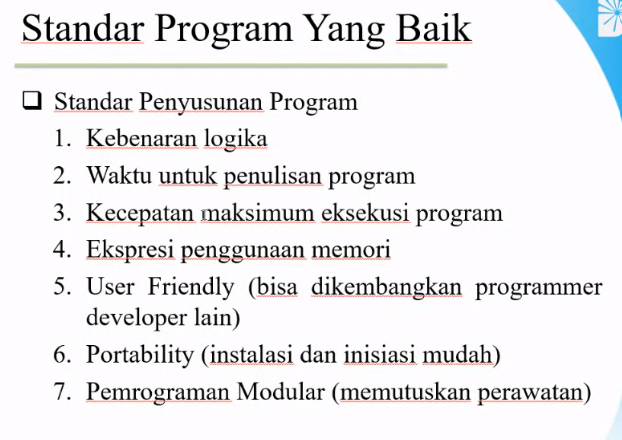 Standar Program Yang Baik
Standar Penyusunan Program
1. Kebenaran logika
2. Waktu untuk penulisan program
3. Kecepatan maksimum eksekusi program
4. Ekspresi penggunaan memori
5. User Friendly (bisa dikembangkan programmer
developer lain)
6. Portability (instalasi dan inisiasi mudah)
7. Pemrograman Modular (memutuskan perawatan)